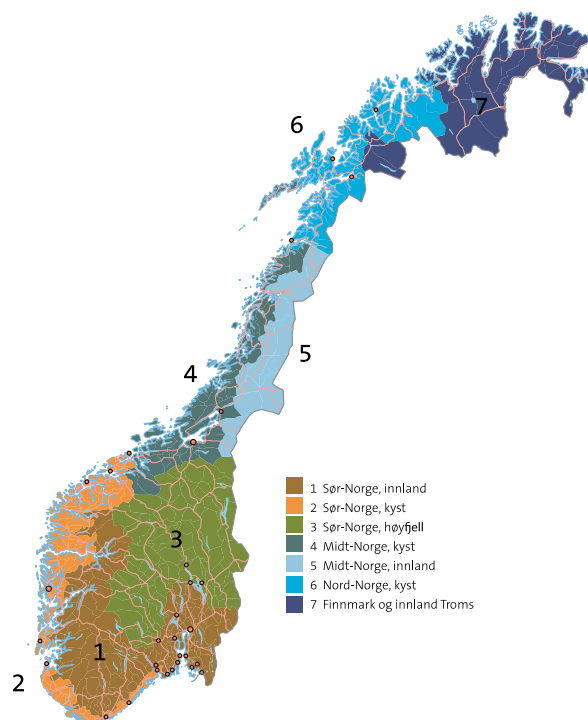 7
6
5
4
3
1
2
1 Sør-Norge, innland
2 Sør-Norge, kyst
3 Sør-Norge, høyfjell
4 Midt-Norge, kyst
5 Midt-Norge, innland
6 Nord-Norge, kyst
7 Finnmark og innland Troms